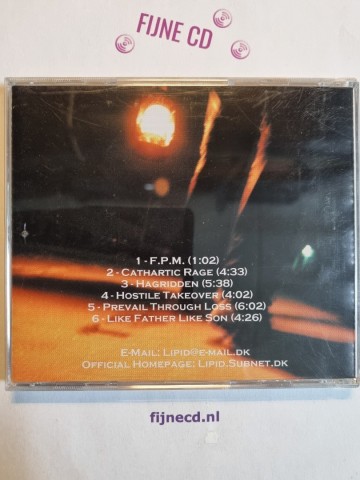 FIJNE CD
1 - F.P.M. (1:02)
2 - Cathartic Rage (4:33)
3 - Hagridden (5:38)
4 - Hostile Takeover (4:02)
5 - Prevail Through Loss (6:02)
6 - Like Father Like Son (4:26)
E-Mail: Lipid@e-mail.dk
Official Homepage: Lipid.Subnet.dk
fijnecd.nl